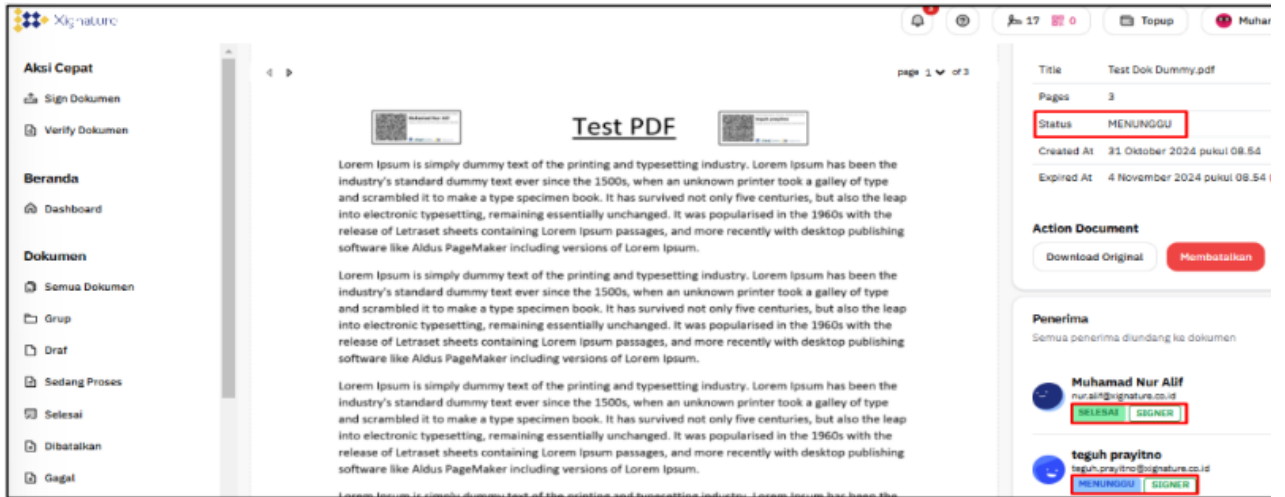 Xignature
3
17
0
Topup
Muhar
Aksi Cepat
Sign Dokumen
Verify Dokumen
Beranda
Dashboard
Dokumen
Semua Dokumen
Grup
Draf
Sedang Proses
Selesai
Dibatalkan
Gagal
page 1 of 3
Muhamad Nur Alif
Test PDF
teguh prayitno
Lorem Ipsum is simply dummy text of the printing and typesetting industry. Lorem Ipsum has been the
industry's standard dummy text ever since the 1500s, when an unknown printer took a galley of type
and scrambled it to make a type specimen book. It has survived not only five centuries, but also the leap
into electronic typesetting, remaining essentially unchanged. It was popularised in the 1960s with the
release of Letraset sheets containing Lorem Ipsum passages, and more recently with desktop publishing
software like Aldus PageMaker including versions of Lorem Ipsum.
Lorem Ipsum is simply dummy text of the printing and typesetting industry. Lorem Ipsum has been the
industry's standard dummy text ever since the 1500s, when an unknown printer took a galley of type
and scrambled it to make a type specimen book. It has survived not only five centuries, but also the leap
into electronic typesetting, remaining essentially unchanged. It was popularised in the 1960s with the
release of Letraset sheets containing Lorem Ipsum passages, and more recently with desktop publishing
software like Aldus PageMaker including versions of Lorem Ipsum.
Lorem Ipsum is simply dummy text of the printing and typesetting industry. Lorem Ipsum has been the
industry's standard dummy text ever since the 1500s, when an unknown printer took a galley of type
and scrambled it to make a type specimen book. It has survived not only five centuries, but also the leap
into electronic typesetting, remaining essentially unchanged. It was popularised in the 1960s with the
release of Letraset sheets containing Lorem Ipsum passages, and more recently with desktop publishing
software like Aldus PageMaker including versions of Lorem Ipsum.
Title Test Dok Dummy.pdf
Pages 3
Status MENUNGGU
Created At 31 Oktober 2024 pukul 08.54
Expired At 4 November 2024 pukul 08.54
Action Document
Download Original Membatalkan
Penerima
Semua penerima diundang ke dokumen
Muhamad Nur Alif
nur.alif@xignature.co.id
SELESAI SIGNER
teguh prayitno
teguh.prayitno@xignature.co.id
MENUNGGU SIGNER